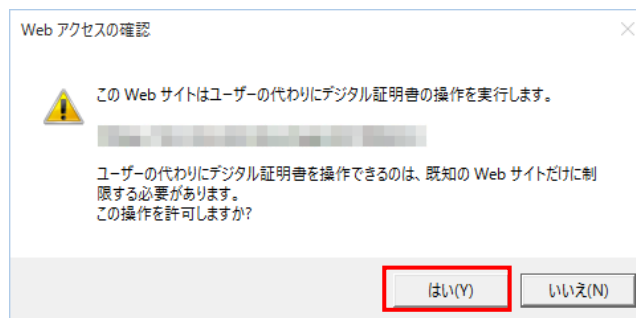 Web アクセスの確認
この Web サイトはユーザーの代わりにデジタル証明書の操作を実行します。
ユーザーの代わりにデジタル証明書を操作できるのは、既知の Web サイトだけに制
限する必要があります。
この操作を許可しますか?
はい(Y)
いいえ(N)